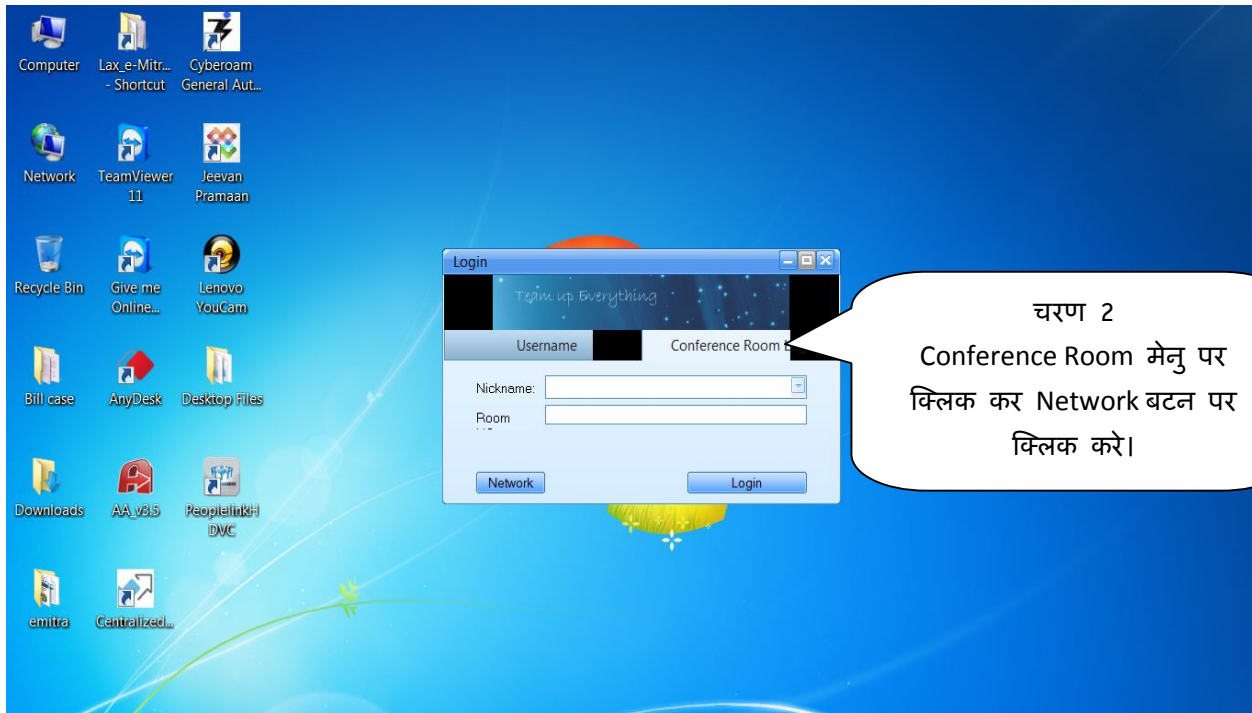 Computer
Lax_e-Mitr...
- Shortcut
Cyberoam
General Aut...
Network
TeamViewer
11
Jeevan
Pramaan
Recycle Bin
Give me
Online...
Lenovo
YouCam
Bill case
AnyDesk
Desktop Files
Downloads
AA_v3.5
PeoplelinkH
DVC
emitra
Centralized...
Login
Team up Everything
Username
Conference Room
Nickname:
Room
Network
Login
चरण 2
Conference Room मेनु पर
क्लिक कर Network बटन पर
क्लिक करे।